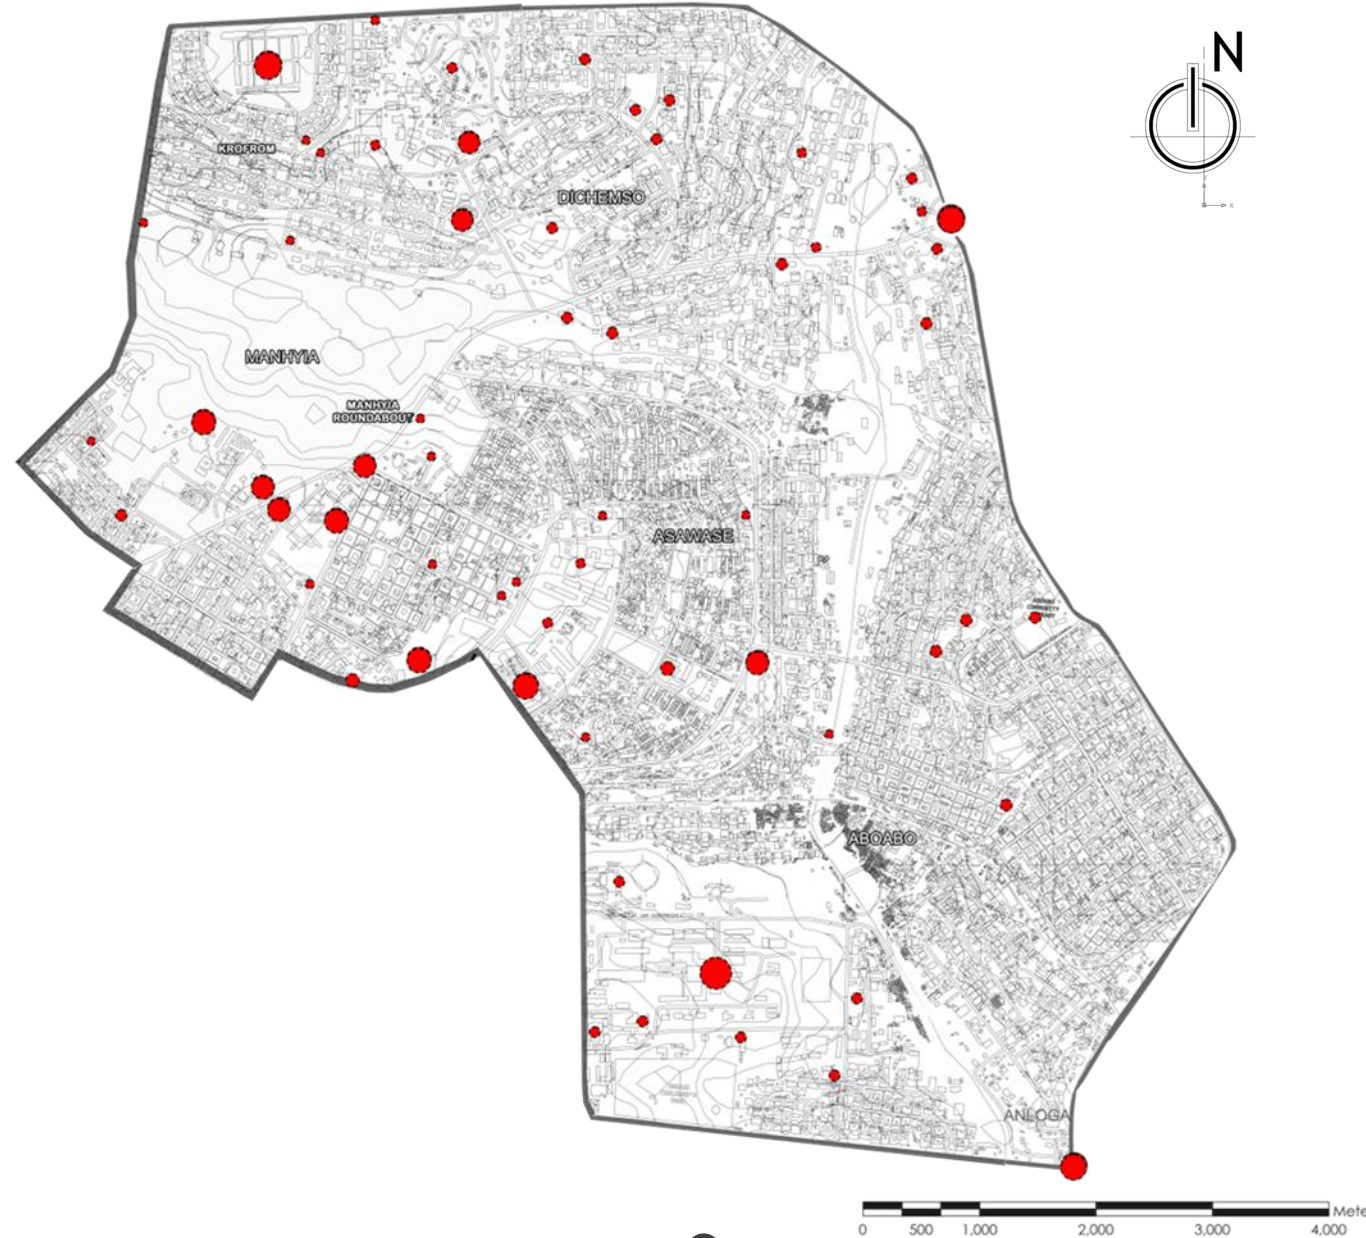 N
KROFROM
DICHEMSO
MANHYIA
MANHYIA
ROUNDABOUT
ASAWASE
COMMUNITY
ABOABO
ANLOGA
Mete
0 500 1,000 2,000 3,000 4,000